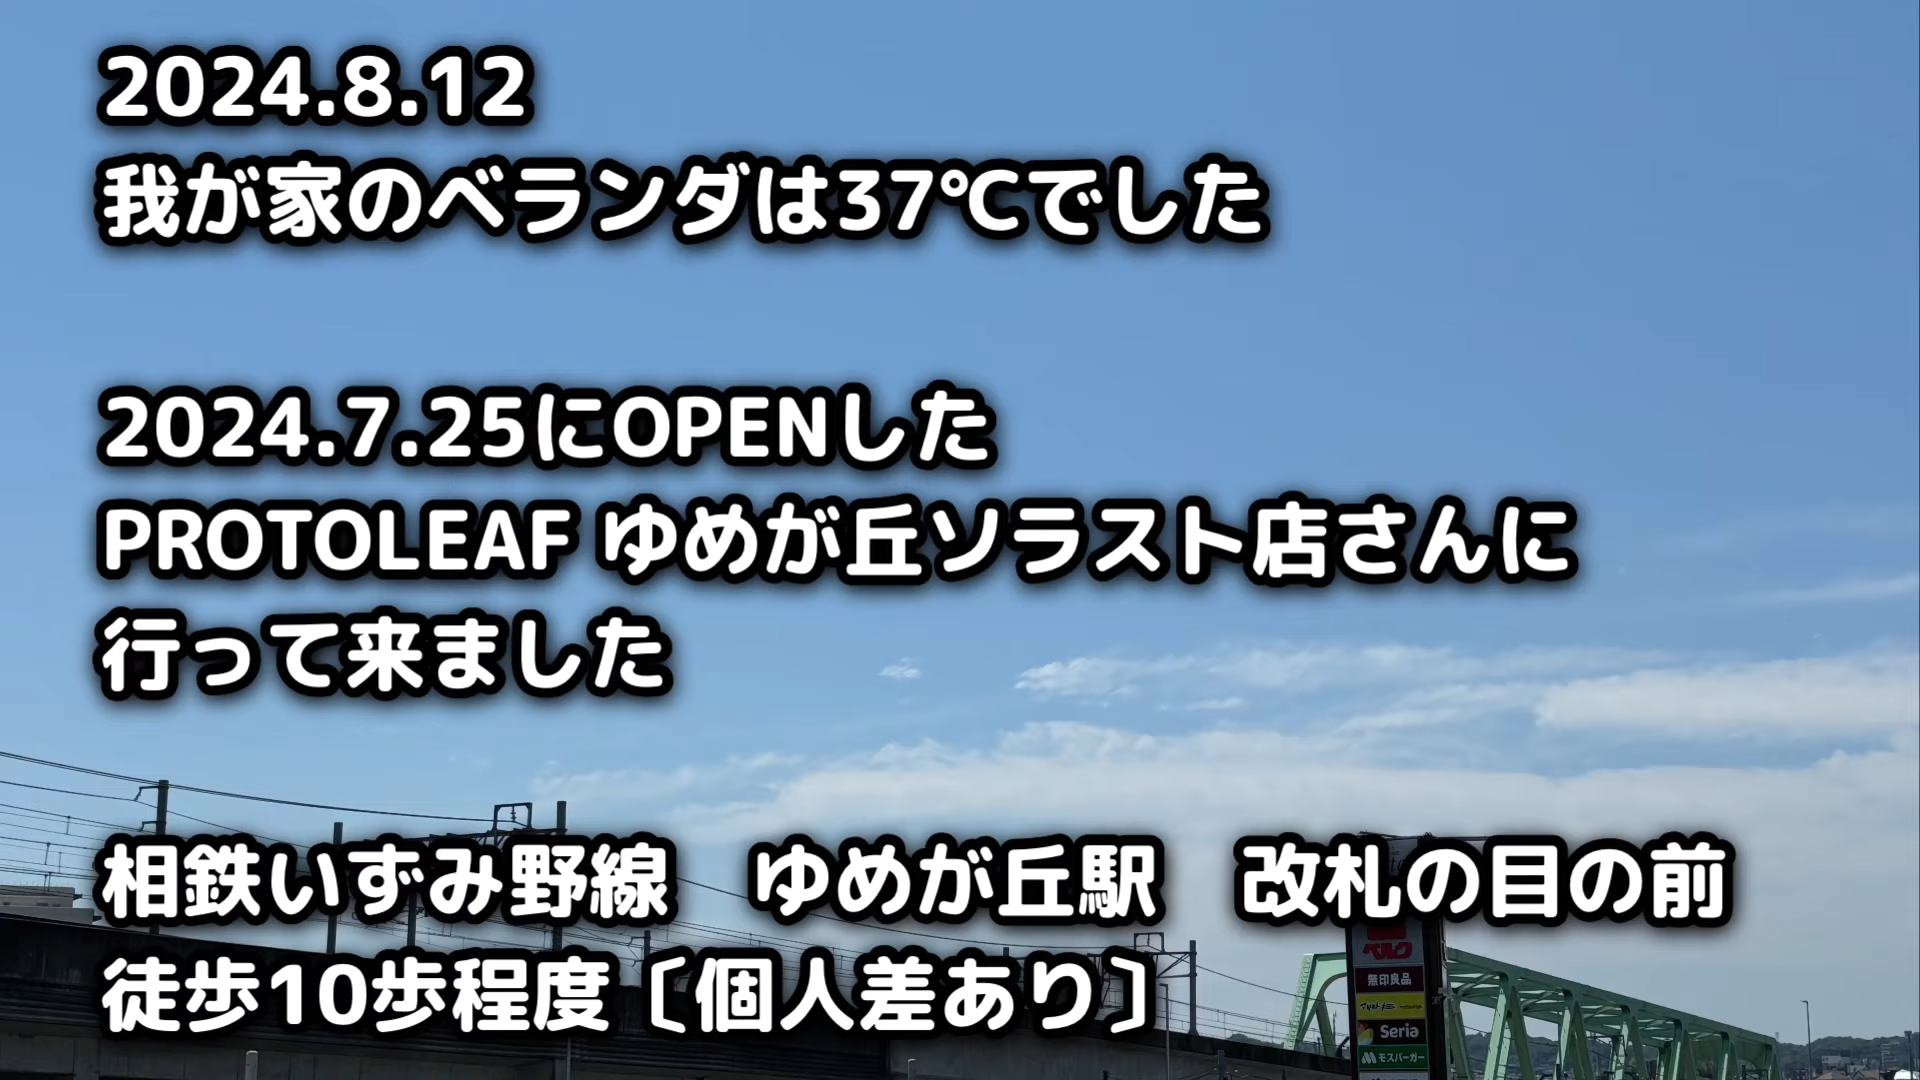 2024.8.12
我が家のベランダは37℃でした
2024.7.25にOPENした
PROTOLEAF ゆめが丘ソラスト店さんに
行って来ました
相鉄いずみ野線　ゆめが丘駅　改札の目の前
徒歩10歩程度〔個人差あり〕
ベルク
無印良品
Seria
モスバーガー